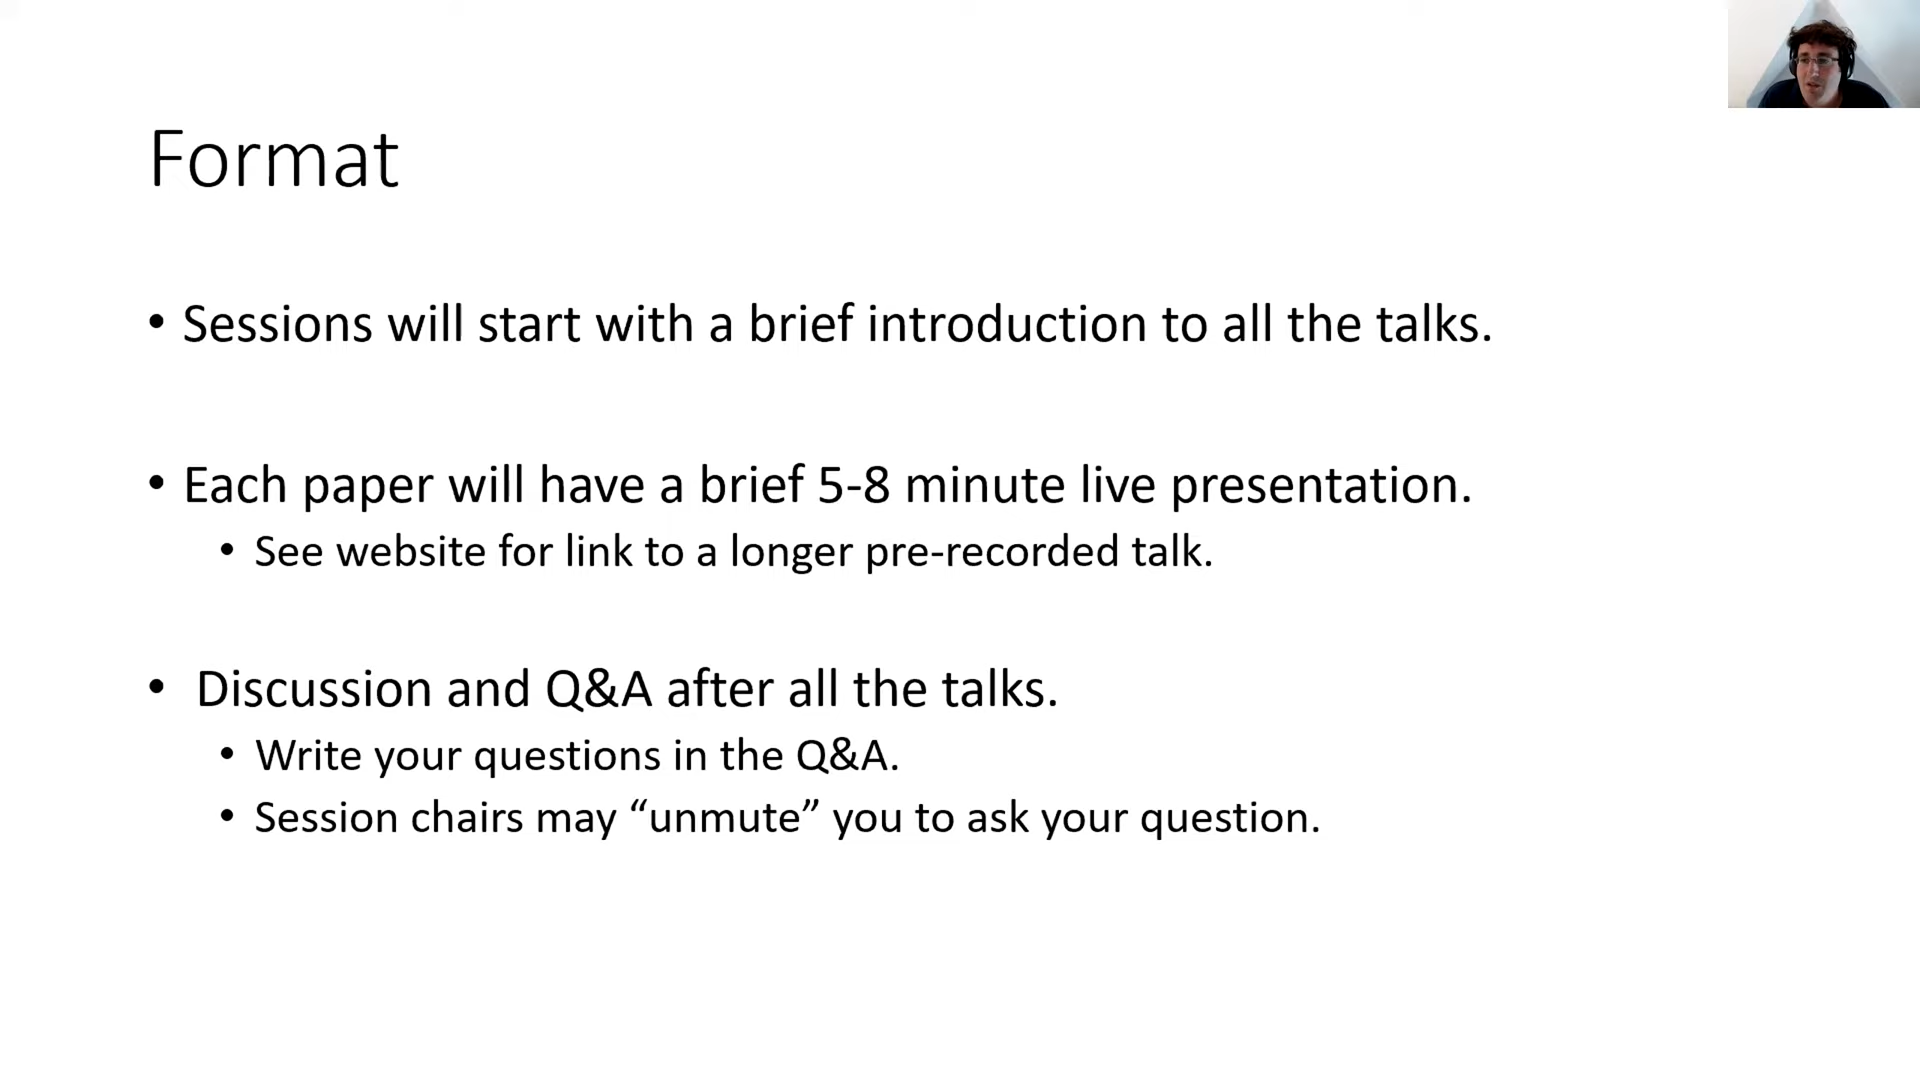 Format
• Sessions will start with a brief introduction to all the talks.
• Each paper will have a brief 5-8 minute live presentation.
• See website for link to a longer pre-recorded talk.
• Discussion and Q&A after all the talks.
• Write your questions in the Q&A.
• Session chairs may “unmute” you to ask your question.